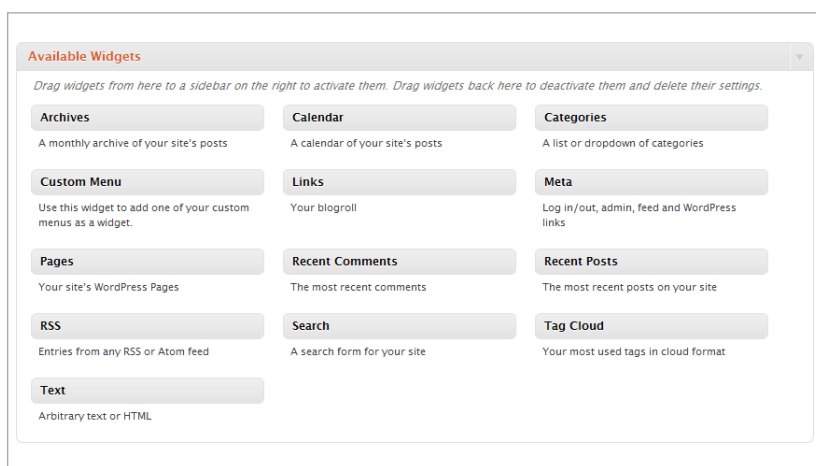 Available Widgets
Drag widgets from here to a sidebar on the right to activate them. Drag widgets back here to deactivate them and delete their settings.
Archives
A monthly archive of your site's posts
Calendar
A calendar of your site's posts
Categories
A list or dropdown of categories
Custom Menu
Use this widget to add one of your custom
menus as a widget.
Links
Your blogroll
Meta
Log in/out, admin, feed and WordPress
links
Pages
Your site's WordPress Pages
Recent Comments
The most recent comments
Recent Posts
The most recent posts on your site
RSS
Entries from any RSS or Atom feed
Search
A search form for your site
Tag Cloud
Your most used tags in cloud format
Text
Arbitrary text or HTML